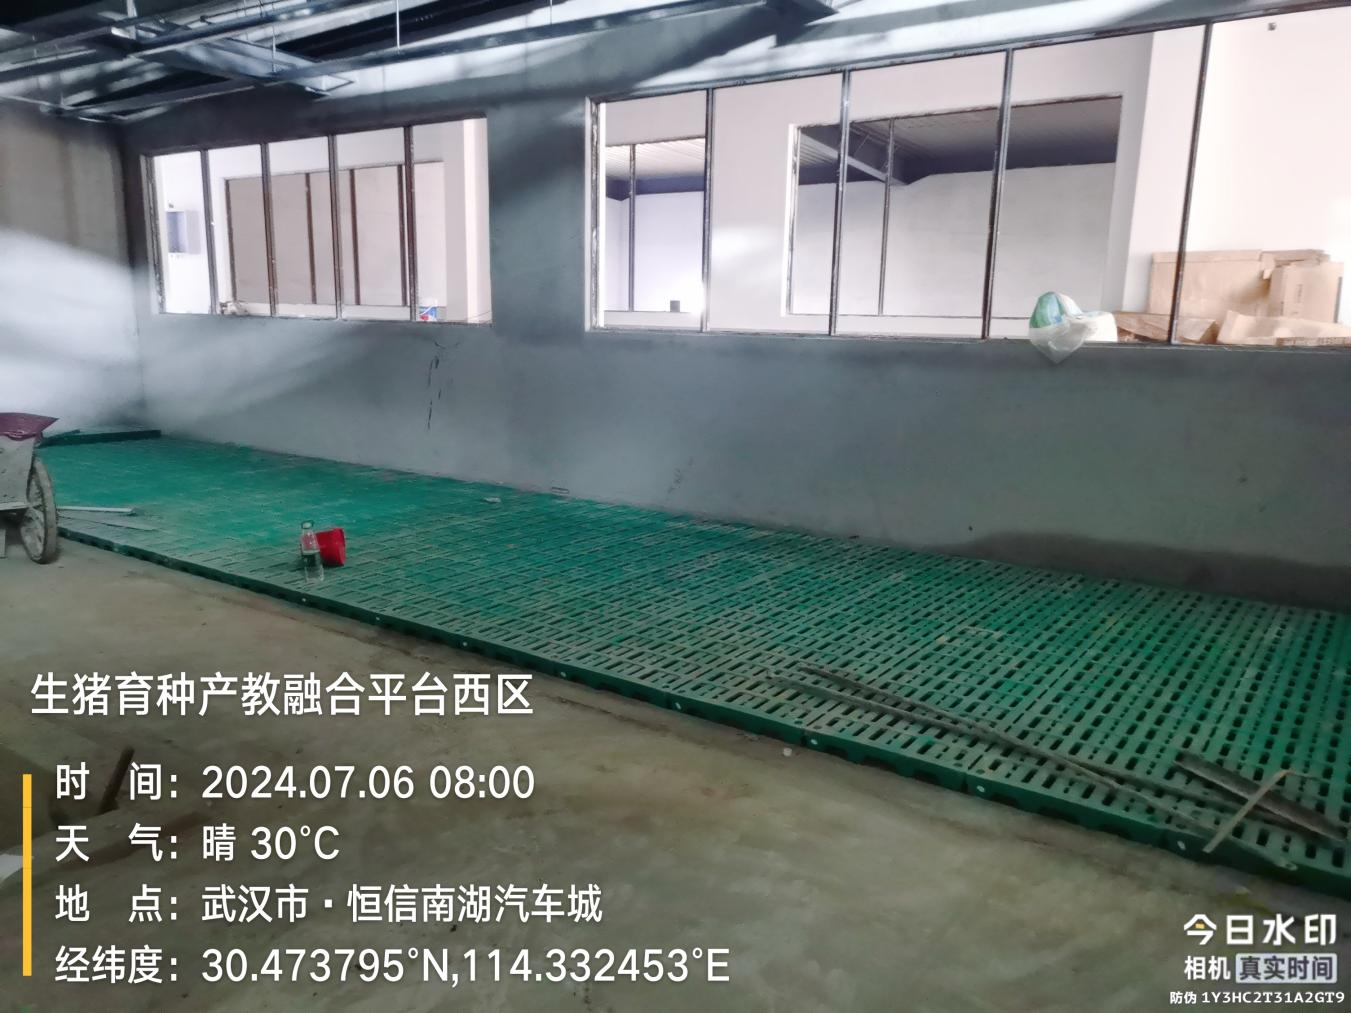 生猪育种产教融合平台西区
时 间：2024.07.06 08:00
天 气：晴 30°C
地 点：武汉市·恒信南湖汽车城
经纬度：30.473795°N,114.332453°E
今日水印
相机 真实时间
防伪 1Y3HC2T31A2GT9